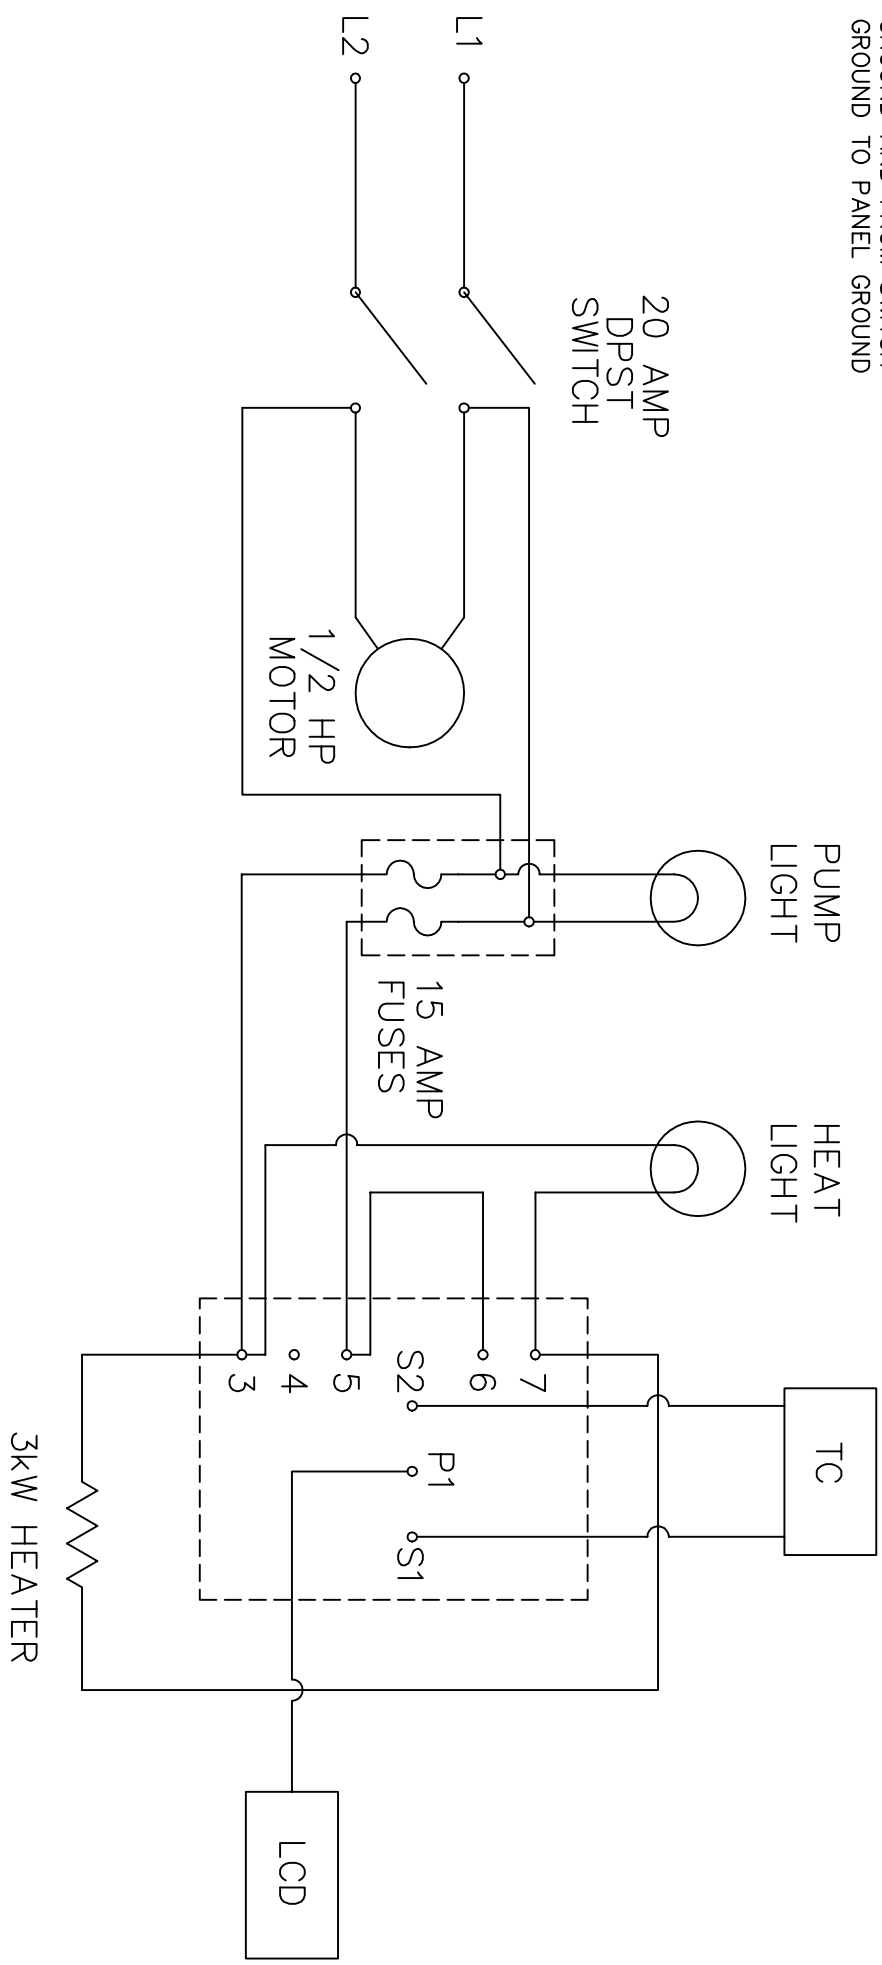 GROUND TO PANEL GROUND
L1
L2
20 AMP
DPST
SWITCH
1/2 HP
MOTOR
PUMP
LIGHT
15 AMP
FUSES
HEAT
LIGHT
TC
7
6
S2
5
4
3
P1
S1
3kW HEATER
LCD